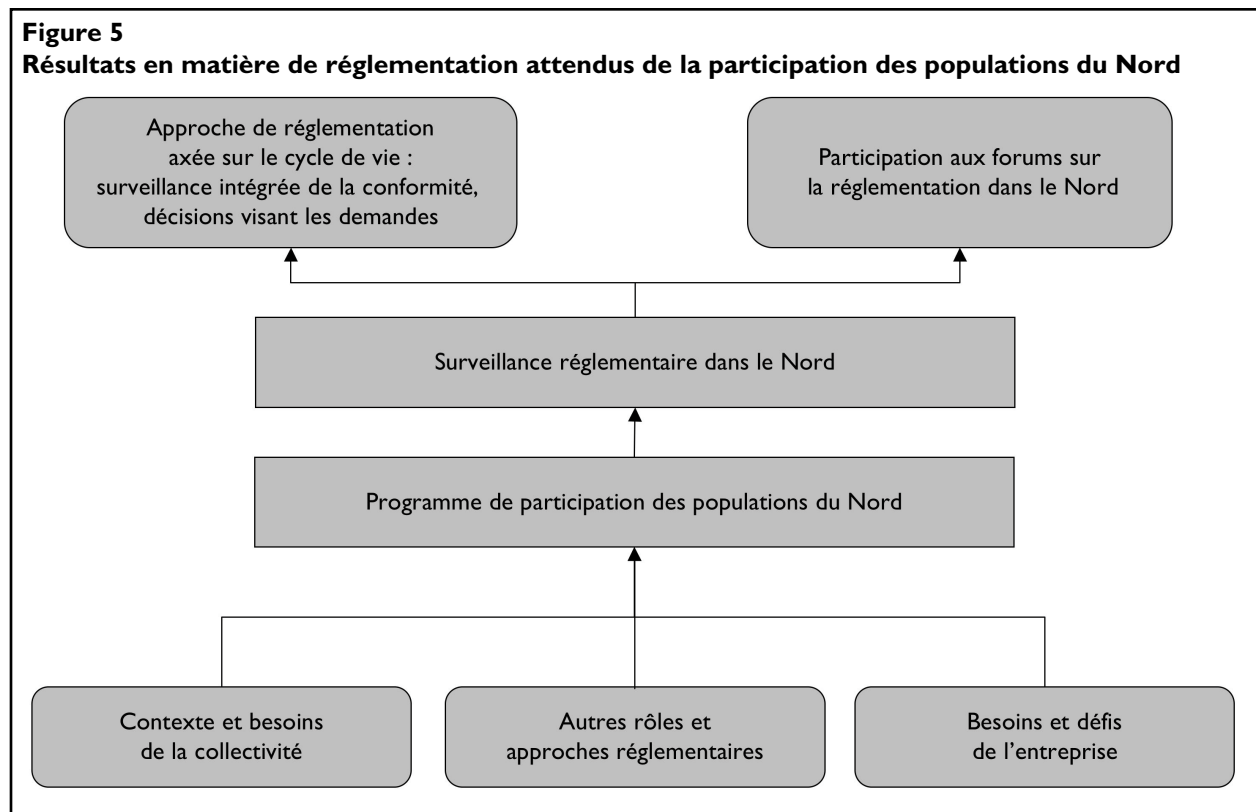 Figure 5
Résultats en matière de réglementation attendus de la participation des populations du Nord
Approche de réglementation
axée sur le cycle de vie :
surveillance intégrée de la conformité,
décisions visant les demandes
Participation aux forums sur
la réglementation dans le Nord
Surveillance réglementaire dans le Nord
Programme de participation des populations du Nord
Contexte et besoins
de la collectivité
Autres rôles et
approches réglementaires
Besoins et défis
de l’entreprise